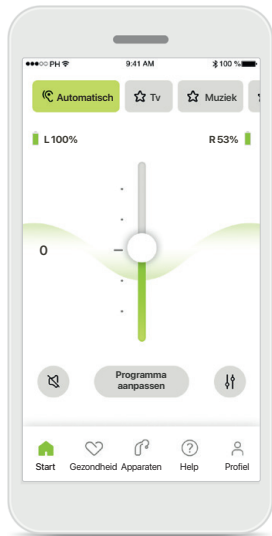 PH 9:41 AM 100 %
Automatisch Tv Muziek
L 100% R 53%
0
Programma
aanpassen
Start Gezondheid Apparaten Help Profiel